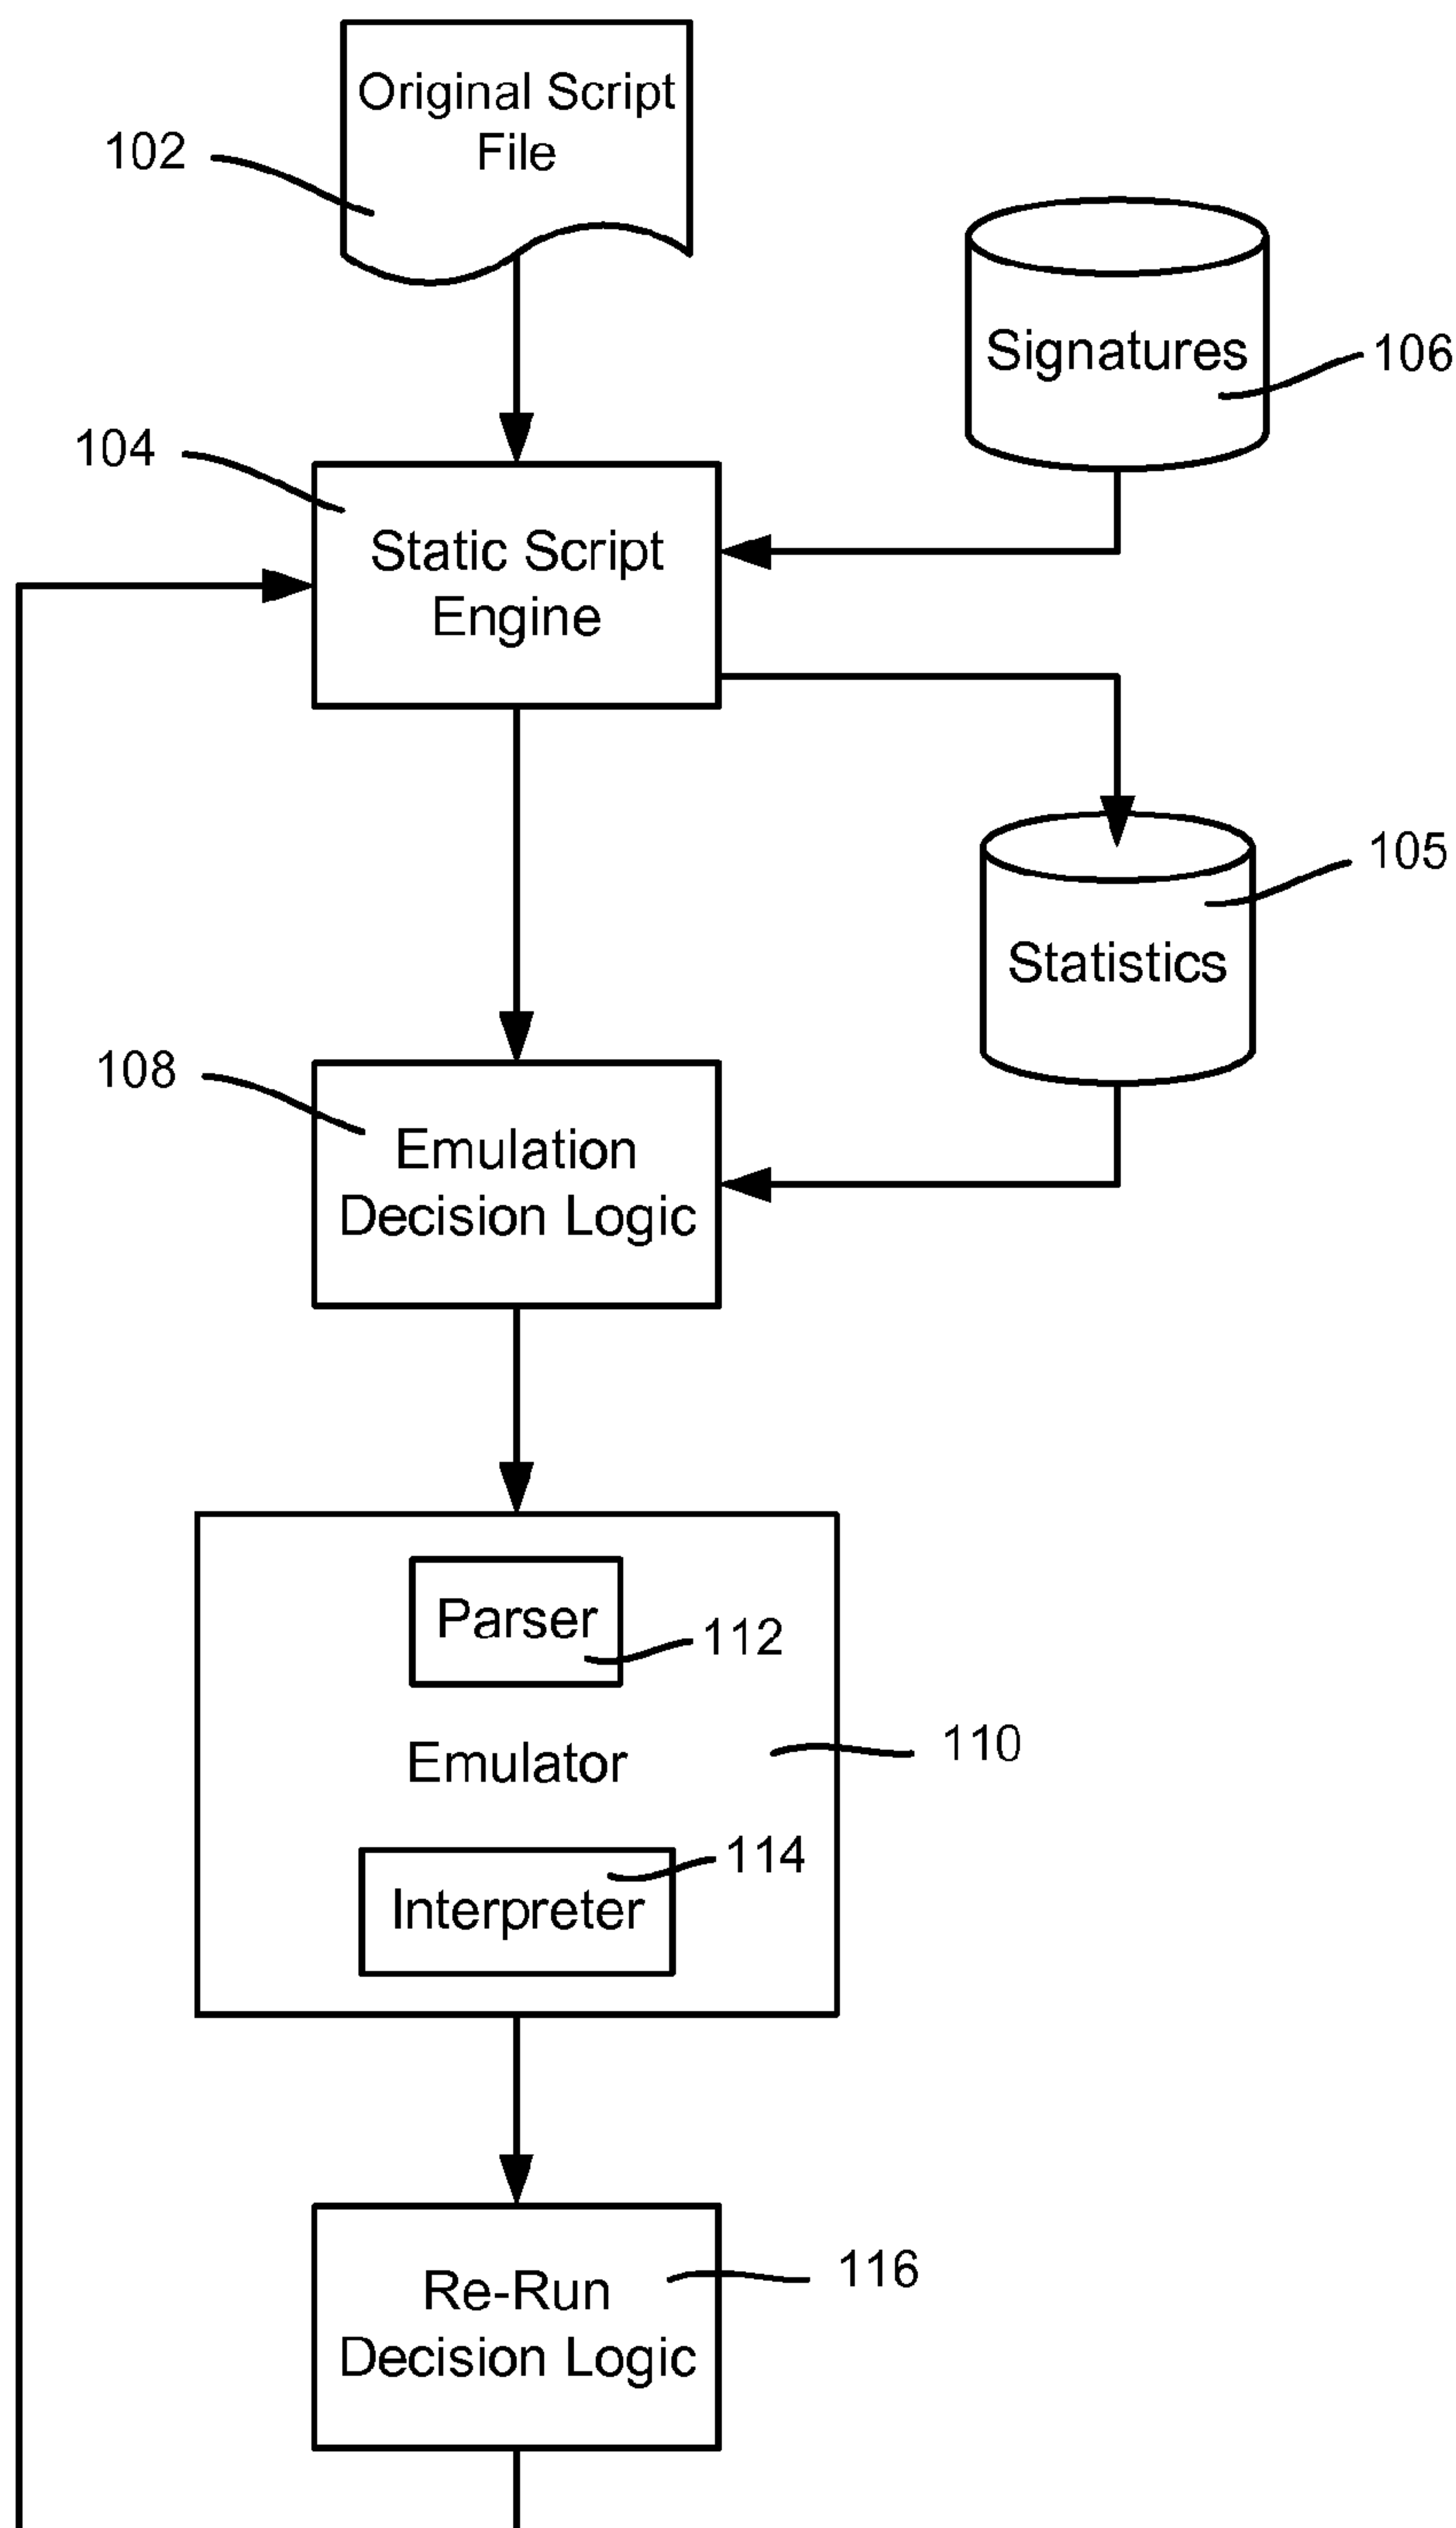 Original Script
File
102
Signatures
106
104
Static Script
Engine
105
Statistics
108
Emulation
Decision Logic
Parser
112
Emulator
110
114
Interpreter
116
Re-Run
Decision Logic